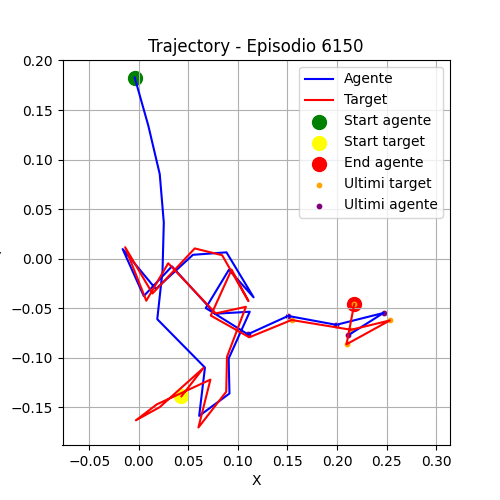 Trajectory - Episodio 6150
Agente
Target
Start agente
Start target
End agente
Ultimi target
Ultimi agente
0.20
0.15
0.10
0.05
0.00
−0.05
−0.10
−0.15
−0.05
0.00
0.05
0.10
0.15
0.20
0.25
0.30
X